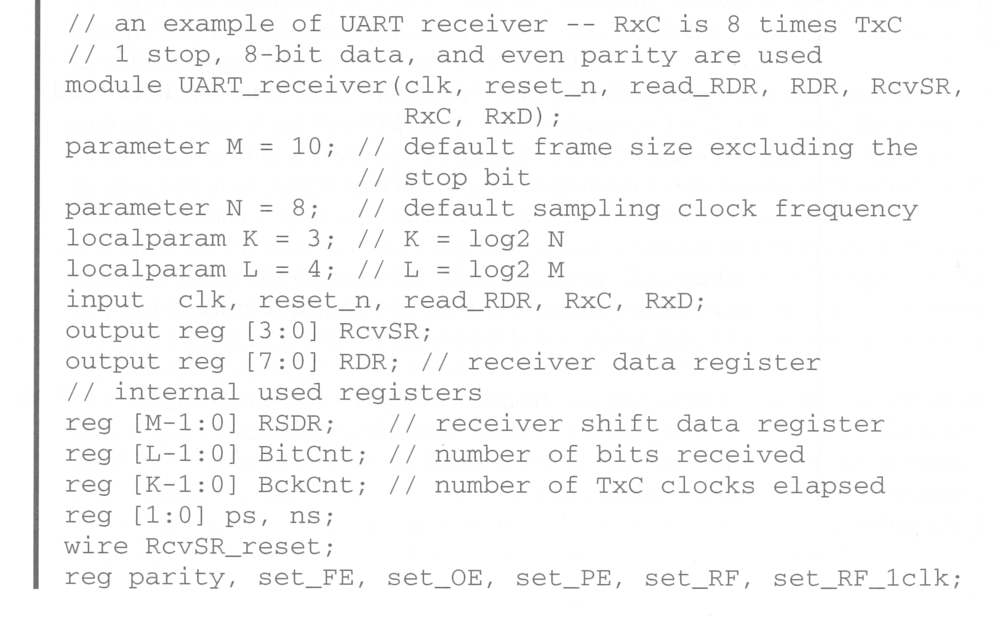 // an example of UART receiver -- RxC is 8 times TxC
// 1 stop, 8-bit data, and even parity are used
module UART_receiver(clk, reset_n, read_RDR, RDR, RcvSR,
                     RxC, RxD);
parameter M = 10; // default frame size excluding the
                  // stop bit
parameter N = 8;  // default sampling clock frequency
localparam K = 3; // K = log2 N
localparam L = 4; // L = log2 M
input  clk, reset_n, read_RDR, RxC, RxD;
output reg [3:0] RcvSR;
output reg [7:0] RDR; // receiver data register
// internal used registers
reg [M-1:0] RSDR;   // receiver shift data register
reg [L-1:0] BitCnt; // number of bits received
reg [K-1:0] BckCnt; // number of TxC clocks elapsed
reg [1:0] ps, ns;
wire RcvSR_reset;
reg parity, set_FE, set_OE, set_PE, set_RF, set_RF_1clk;